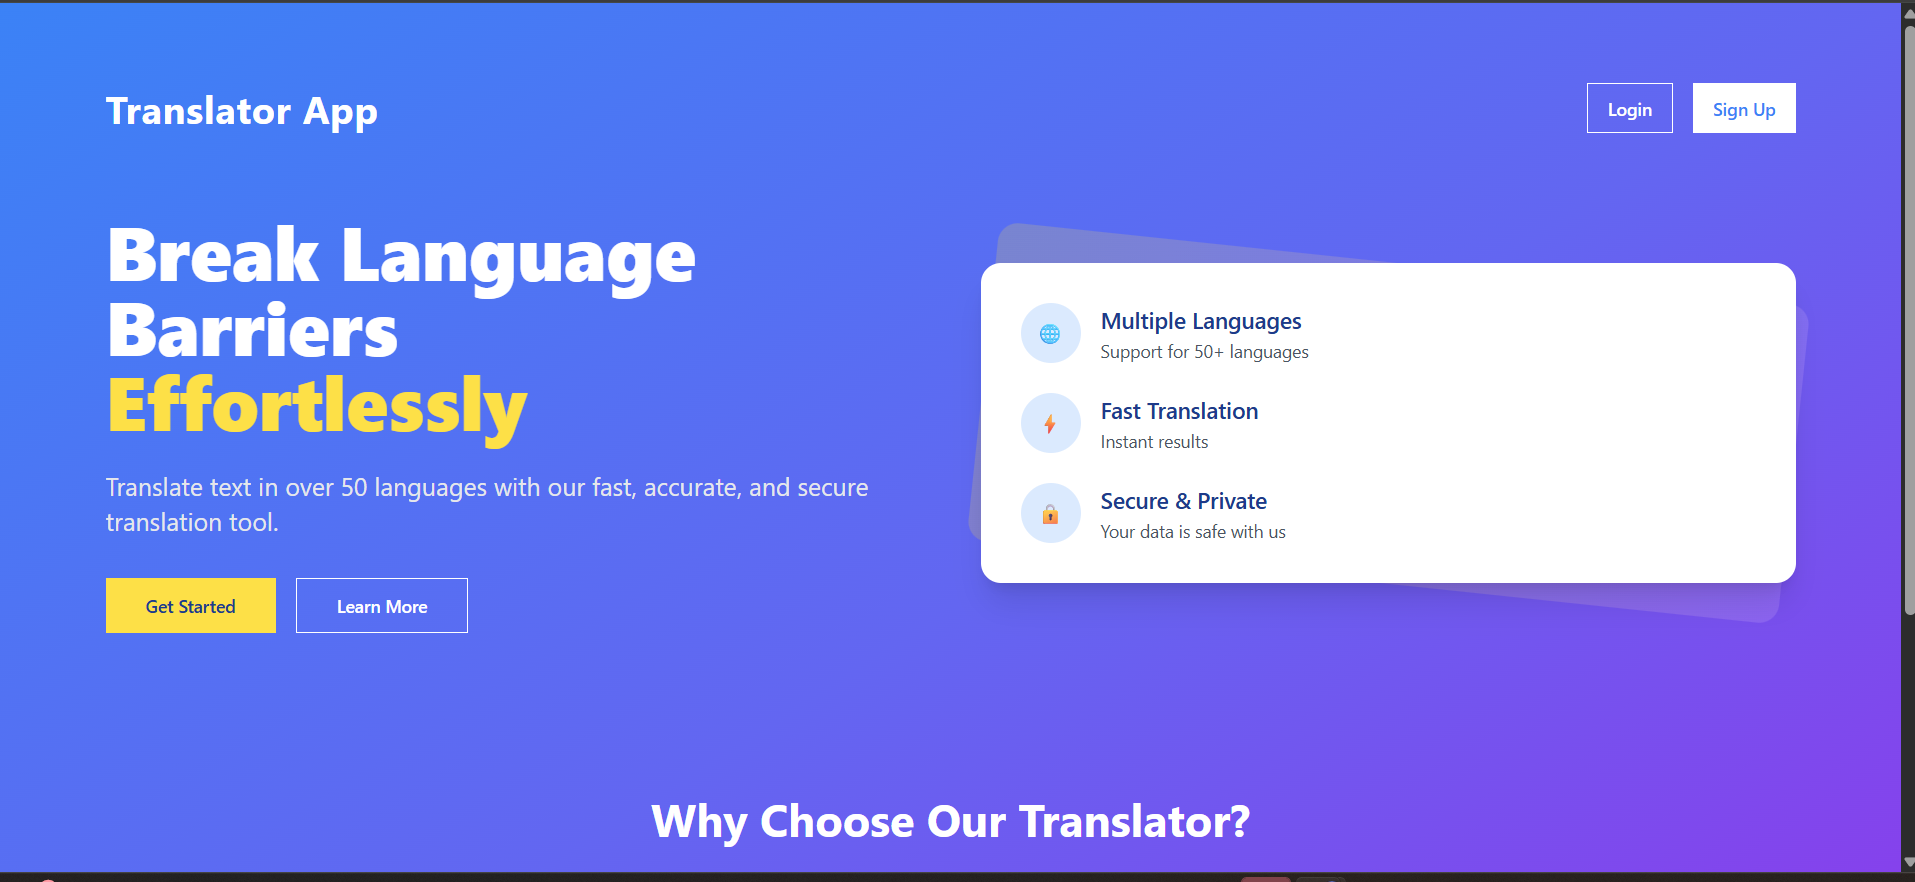 Translator App
Login
Sign Up
Break Language
Barriers
Effortlessly
Translate text in over 50 languages with our fast, accurate, and secure
translation tool.
Get Started
Learn More
Multiple Languages
Support for 50+ languages
Fast Translation
Instant results
Secure & Private
Your data is safe with us
Why Choose Our Translator?